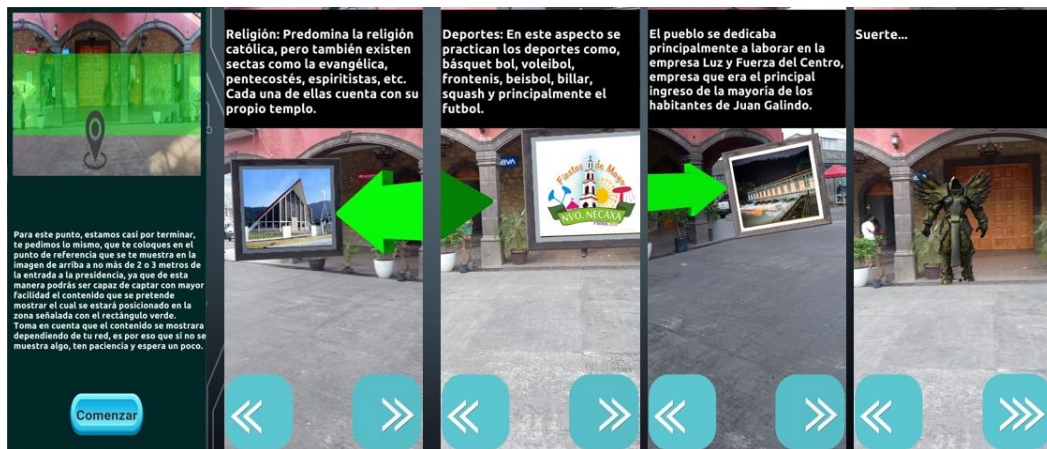 Para este punto, estamos casi por terminar,
te pedimos lo mismo, que te coloques en el
punto de referencia que se te muestra en la
imagen de arriba a no más de 2 o 3 metros de
la entrada a la presidencia, ya que de esta
manera podrás ser capaz de captar con mayor
facilidad el contenido que se pretende
mostrar el cual se estará posicionado en la
zona señalada con el rectángulo verde.
Toma en cuenta que el contenido se mostrara
dependiendo de tu red, es por eso que si no se
muestra algo, ten paciencia y espera un poco.
Comenzar
Religión: Predomina la religión
católica, pero también existen
sectas como la evangélica,
pentecostés, espiritistas, etc.
Cada una de ellas cuenta con su
propio templo.
Deportes: En este aspecto se
practican los deportes como,
básquet bol, voleibol,
frontenis, beisbol, billar,
squash y principalmente el
futbol.
BBVA
Fiestas de Mayo
NVO. NECAXA
El pueblo se dedicaba
principalmente a laborar en la
empresa Luz y Fuerza del Centro,
empresa que era el principal
ingreso de la mayoría de los
habitantes de Juan Galindo.
Suerte...